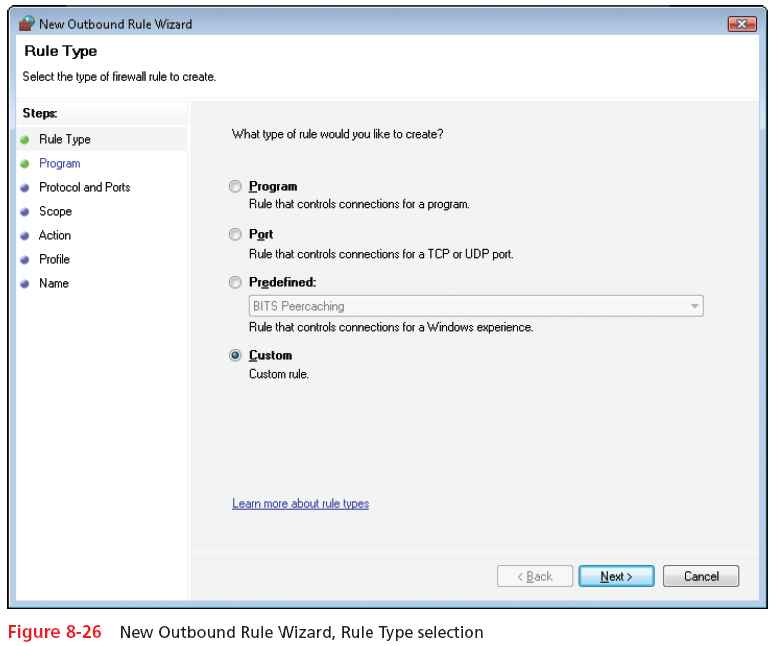 New Outbound Rule Wizard
Rule Type
Select the type of firewall rule to create.
Steps:
Rule Type
Program
Protocol and Ports
Scope
Action
Profile
Name
What type of rule would you like to create?
Program
Rule that controls connections for a program.
Port
Rule that controls connections for a TCP or UDP port.
Predefined:
BITS Peercaching
Rule that controls connections for a Windows experience.
Custom
Custom rule.
Learn more about rule types
< Back
Next >
Cancel
Figure 8-26 New Outbound Rule Wizard, Rule Type selection